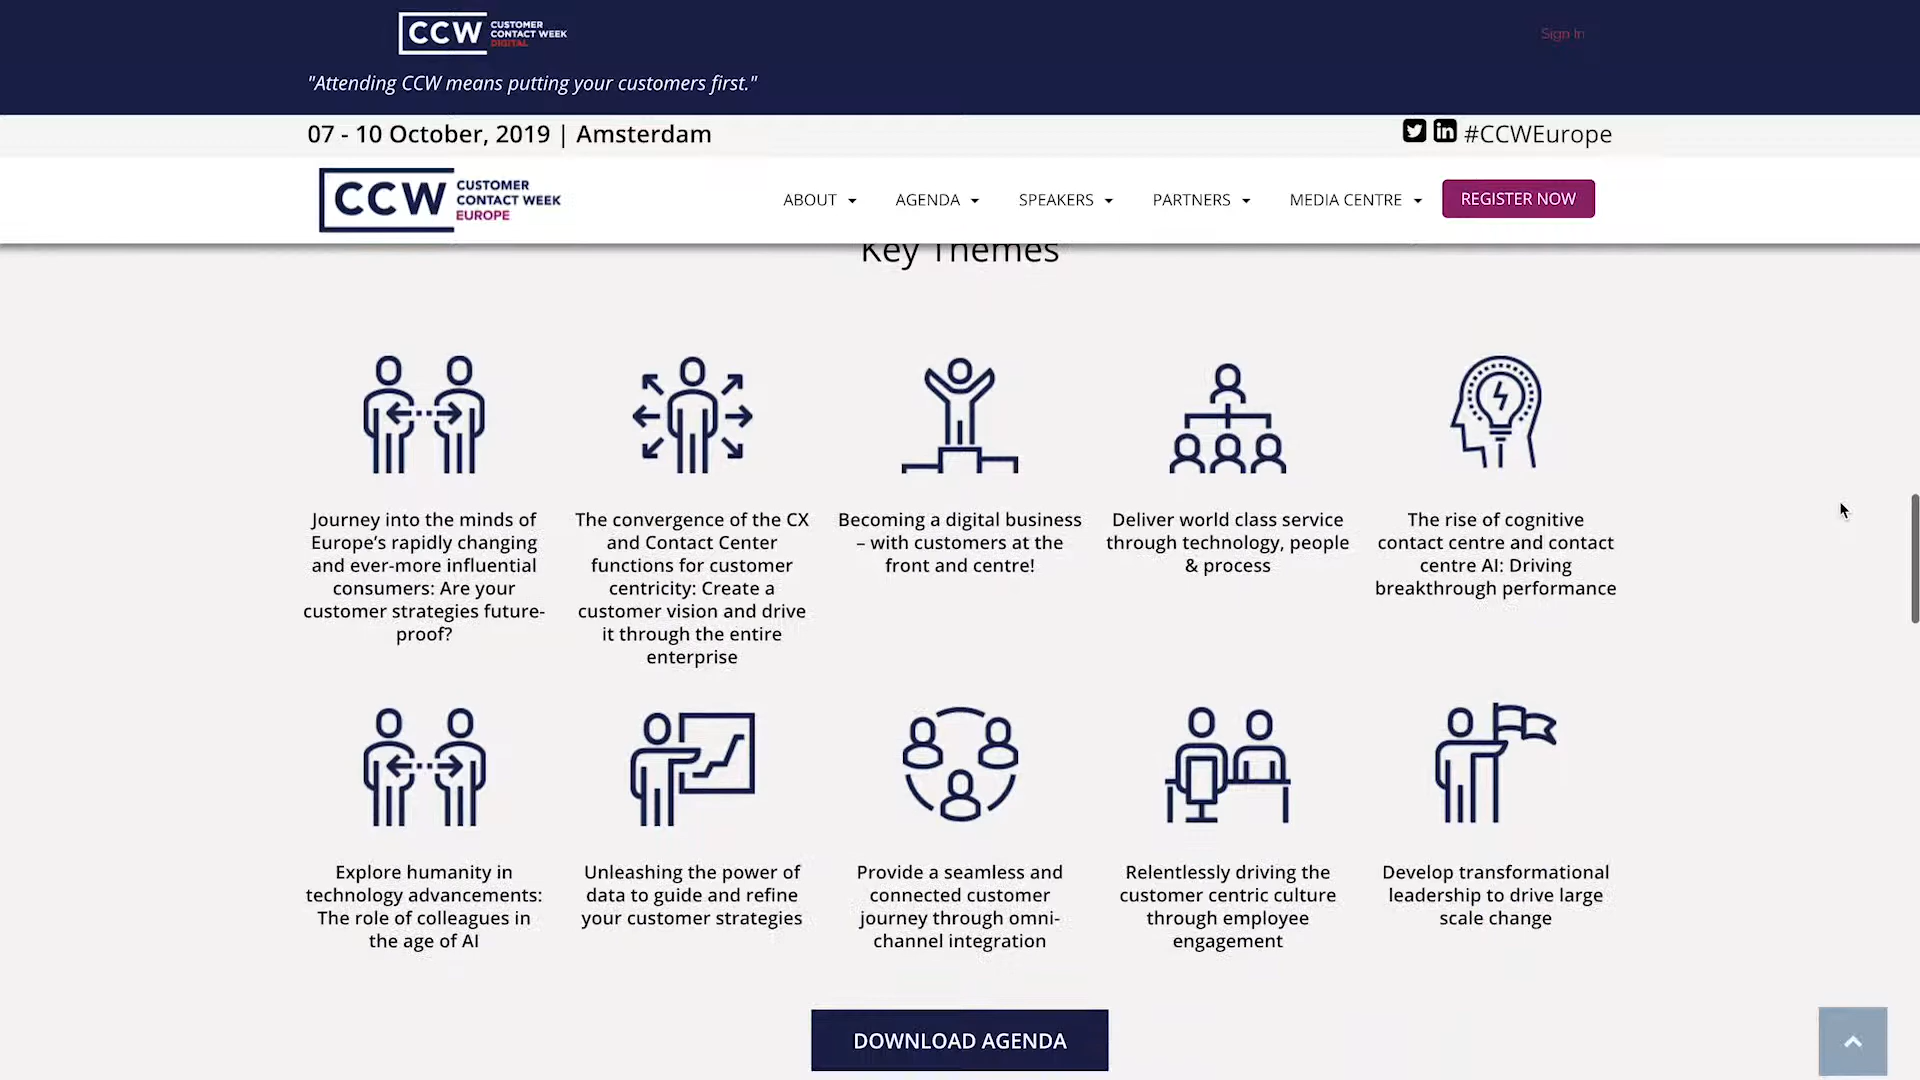 CCW CUSTOMER
CONTACT WEEK
DIGITAL
Sign In
"Attending CCW means putting your customers first."
07 - 10 October, 2019 | Amsterdam
#CCWEurope
CCW CUSTOMER
CONTACT WEEK
EUROPE
ABOUT AGENDA SPEAKERS PARTNERS MEDIA CENTRE REGISTER NOW
Key Themes
Journey into the minds of
Europe's rapidly changing
and ever-more influential
consumers: Are your
customer strategies future-
proof?
The convergence of the CX
and Contact Center
functions for customer
centricity: Create a
customer vision and drive
it through the entire
enterprise
Becoming a digital business
– with customers at the
front and centre!
Deliver world class service
through technology, people
& process
The rise of cognitive
contact centre and contact
centre AI: Driving
breakthrough performance
Explore humanity in
technology advancements:
The role of colleagues in
the age of AI
Unleashing the power of
data to guide and refine
your customer strategies
Provide a seamless and
connected customer
journey through omni-
channel integration
Relentlessly driving the
customer centric culture
through employee
engagement
Develop transformational
leadership to drive large
scale change
DOWNLOAD AGENDA